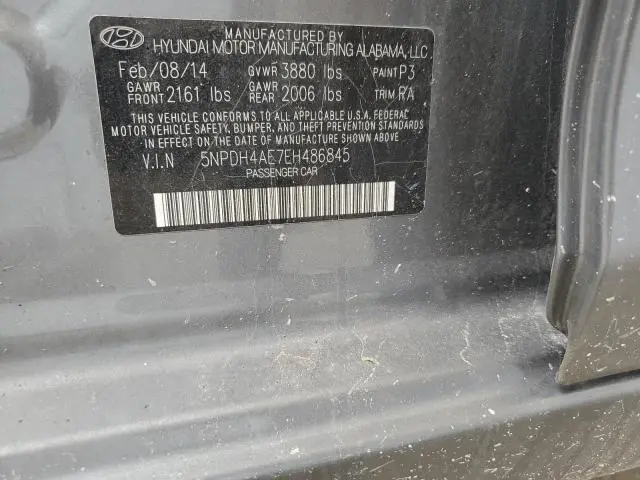 MANUFACTURED BY
HYUNDAI MOTOR MANUFACTURING ALABAMA, LLC
Feb/08/14 GVWR 3880 lbs PAINT P3
GAWR FRONT 2161 lbs GAWR REAR 2006 lbs TRIM RA
THIS VEHICLE CONFORMS TO ALL APPLICABLE U.S.A. FEDERAL
MOTOR VEHICLE SAFETY, BUMPER, AND THEFT PREVENTION
STANDARDS IN EFFECT ON THE DATE OF MANUFACTURE SHOWN ABOVE
V.I.N 5NPDH4AE7EH486845
PASSENGER CAR